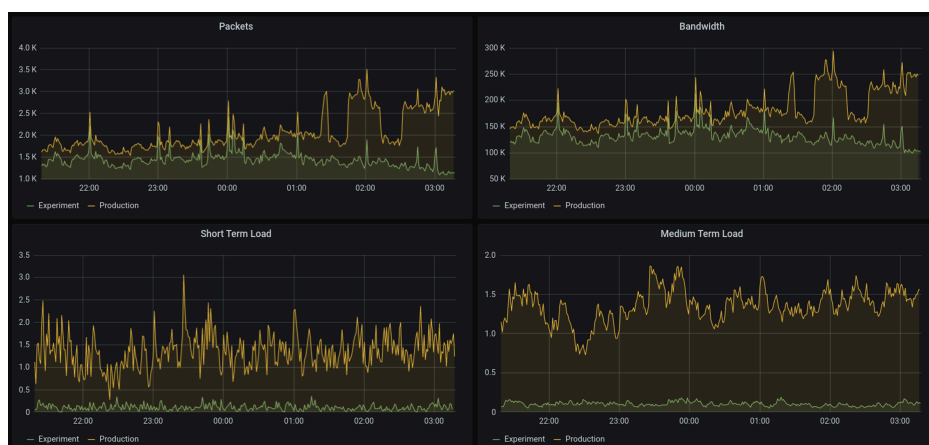 Packets
4.0 K
3.5 K
3.0 K
2.5 K
2.0 K
1.5 K
1.0 K
22:00 23:00 00:00 01:00 02:00 03:00
Experiment Production
Bandwidth
300 K
250 K
200 K
150 K
100 K
50 K
22:00 23:00 00:00 01:00 02:00 03:00
Experiment Production
Short Term Load
3.5
3.0
2.5
2.0
1.5
1.0
0.5
0
22:00 23:00 00:00 01:00 02:00 03:00
Experiment Production
Medium Term Load
2.0
1.5
1.0
0.5
0
22:00 23:00 00:00 01:00 02:00 03:00
Experiment Production